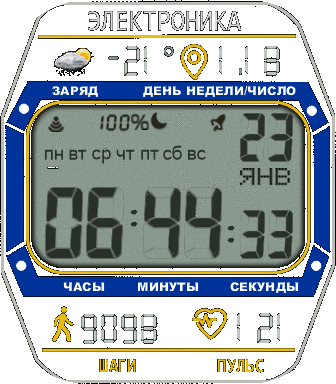 ЭЛЕКТРОНИКА
-21° 1.18
ЗАРЯД ДЕНЬ НЕДЕЛИ/ЧИСЛО
100% 23
пн вт ср чт пт сб вс
ЯНВ
06:44:33
ЧАСЫ МИНУТЫ СЕКУНДЫ
9098 121
ШАГИ ПУЛЬС